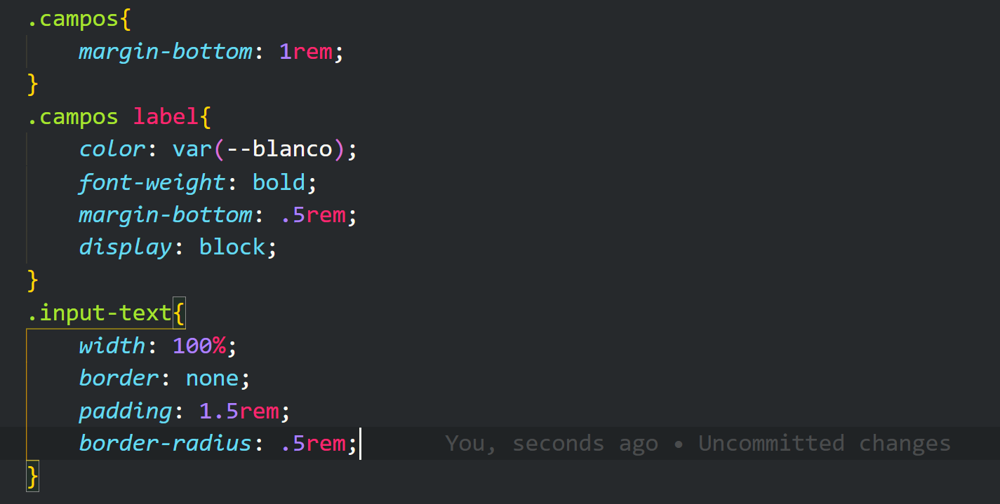 .campos{
    margin-bottom: 1rem;
}
.campos label{
    color: var(--blanco);
    font-weight: bold;
    margin-bottom: .5rem;
    display: block;
}
.input-text{
    width: 100%;
    border: none;
    padding: 1.5rem;
    border-radius: .5rem;      You, seconds ago • Uncommitted changes
}